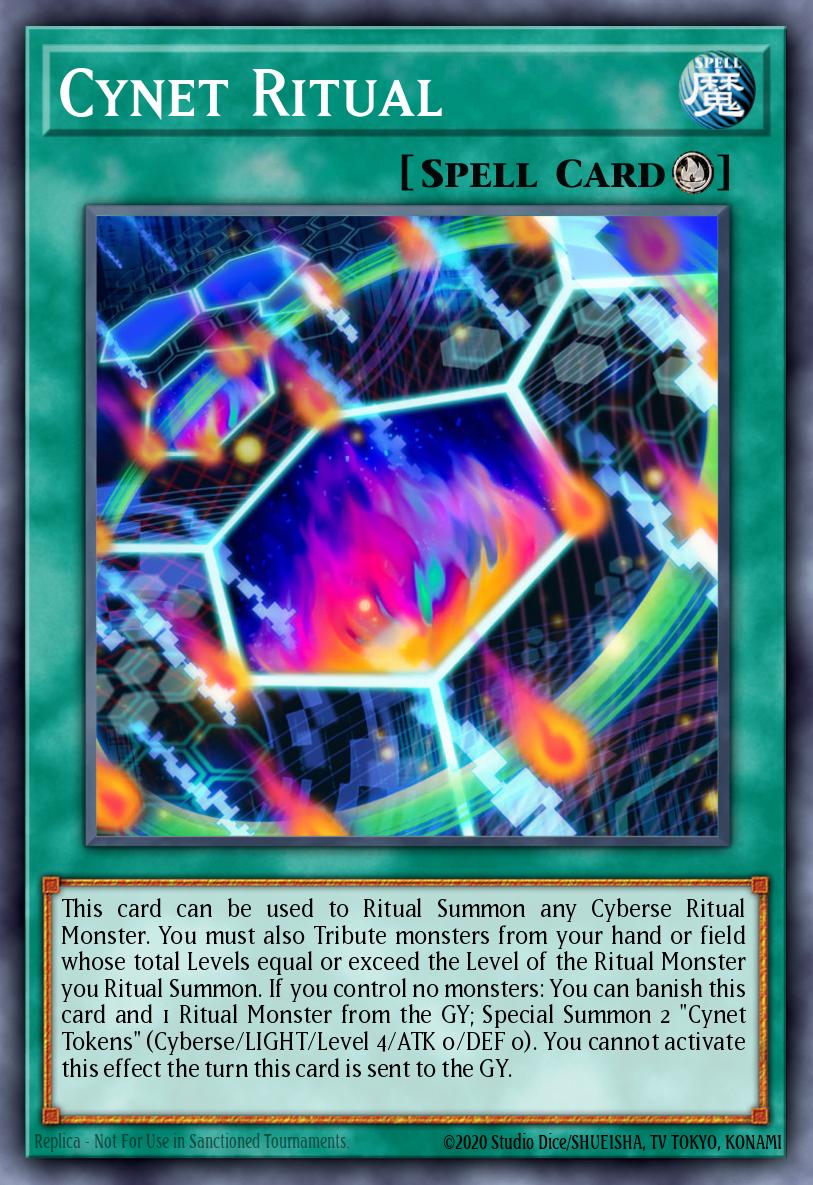 Cynet Ritual
SPELL
魔
[Spell Card]
This card can be used to Ritual Summon any Cyberse Ritual
Monster. You must also Tribute monsters from your hand or field
whose total Levels equal or exceed the Level of the Ritual Monster
you Ritual Summon. If you control no monsters: You can banish this
card and 1 Ritual Monster from the GY; Special Summon 2 "Cynet
Tokens" (Cyberse/LIGHT/Level 4/ATK 0/DEF 0). You cannot activate
this effect the turn this card is sent to the GY.
Replica - Not For Use in Sanctioned Tournaments.
©2020 Studio Dice/SHUEISHA, TV TOKYO, KONAMI